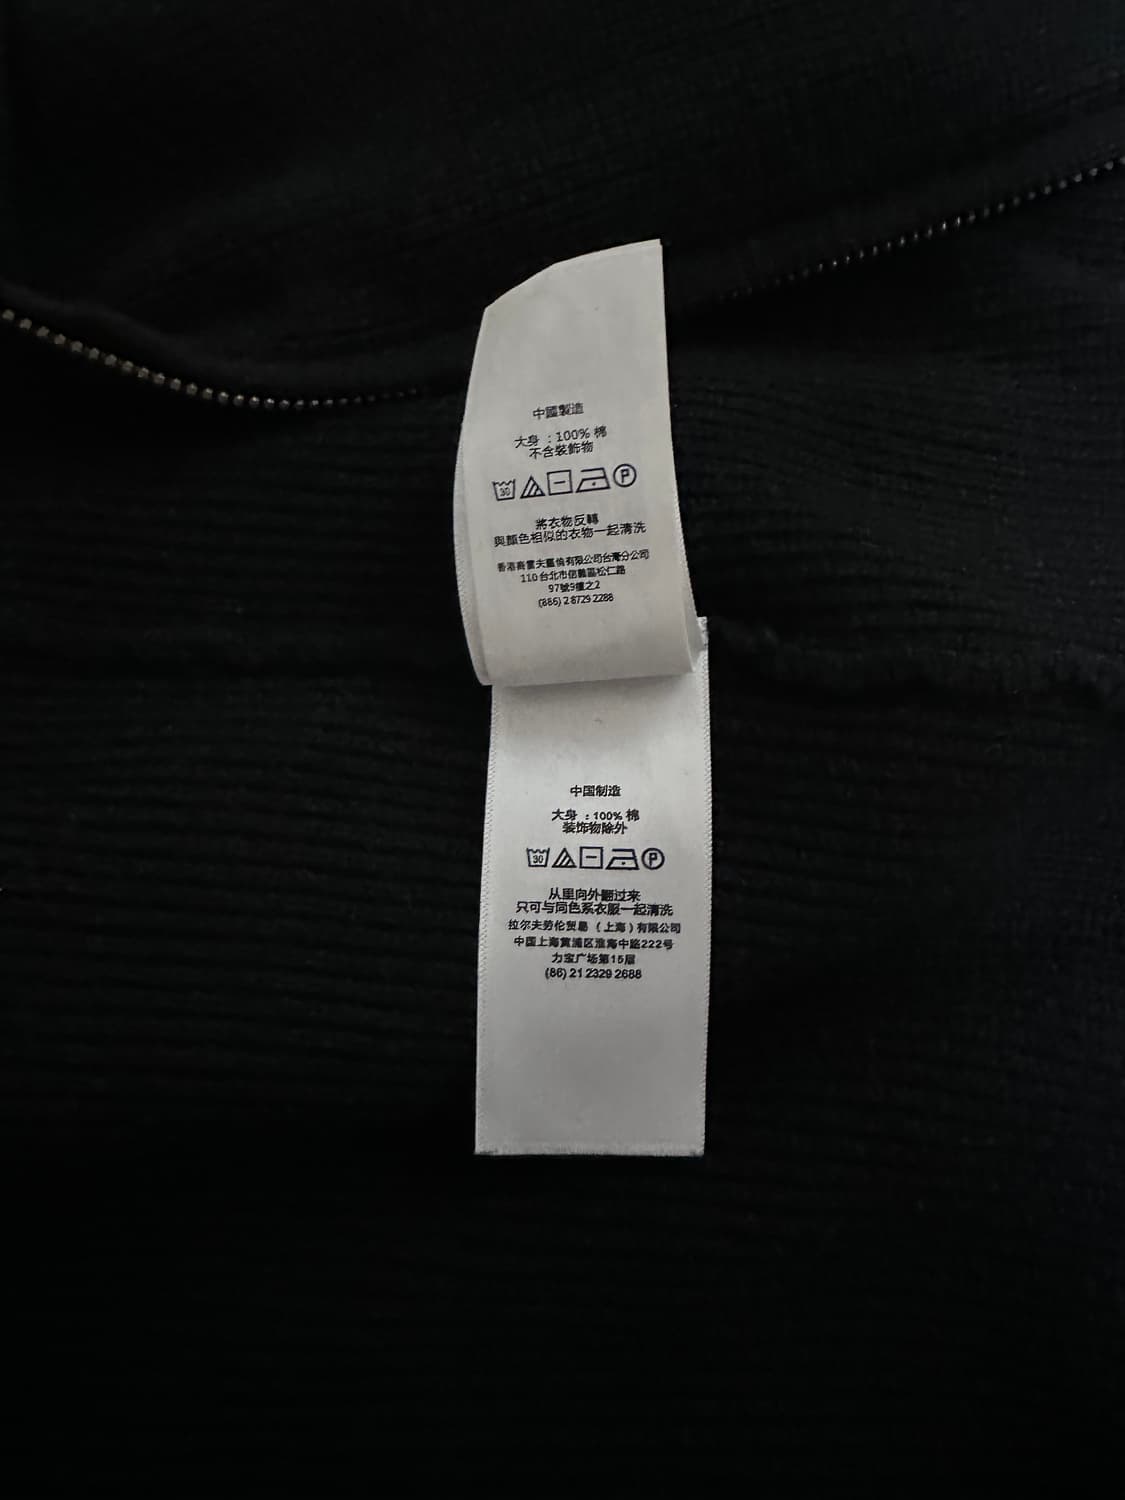 中國製造
大身 : 100% 棉
不含裝飾物
30 P
將衣物反轉
與顏色相似的衣物一起清洗
香港商雷夫羅倫有限公司台灣分公司
110 台北市信義區松仁路
97號9樓之2
(886) 2 8729 2288
中国制造
大身 : 100% 棉
装饰物除外
30 P
从里向外翻过来
只可与同色系衣服一起清洗
拉尔夫劳伦贸易（上海）有限公司
中国上海黄浦区淮海中路222号
力宝广场第15层
(86) 21 2329 2688